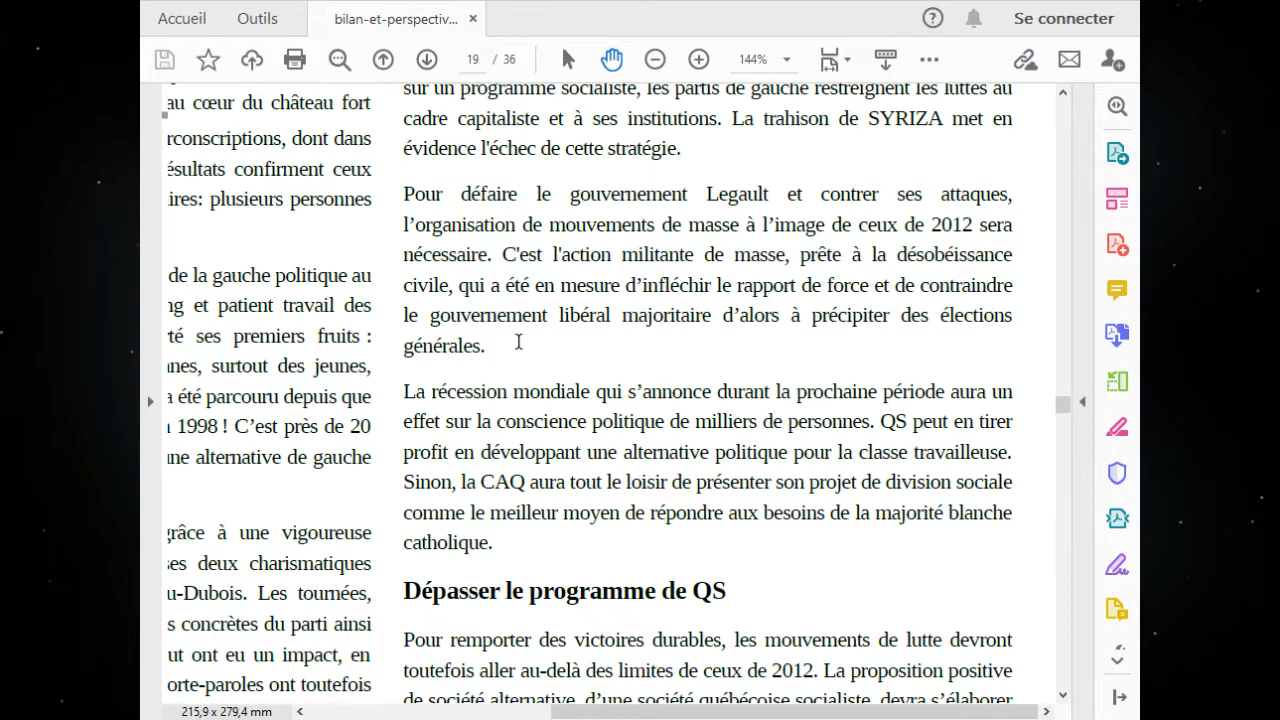 Accueil
Outils
bilan-et-perspectiv...
Se connecter
19 / 36
144%
au cœur du château fort
rconscriptions, dont dans
ésultats confirment ceux
ires: plusieurs personnes
de la gauche politique au
ng et patient travail des
té ses premiers fruits :
nnes, surtout des jeunes,
a été parcouru depuis que
1998 ! C’est près de 20
une alternative de gauche
grâce à une vigoureuse
ses deux charismatiques
u-Dubois. Les tournées,
s concrètes du parti ainsi
ut ont eu un impact, en
orte-paroles ont toutefois
sur un programme socialiste, les partis de gauche restreignent les luttes au
cadre capitaliste et à ses institutions. La trahison de SYRIZA met en
évidence l'échec de cette stratégie.
Pour défaire le gouvernement Legault et contrer ses attaques,
l’organisation de mouvements de masse à l’image de ceux de 2012 sera
nécessaire. C'est l'action militante de masse, prête à la désobéissance
civile, qui a été en mesure d’infléchir le rapport de force et de contraindre
le gouvernement libéral majoritaire d’alors à précipiter des élections
générales.
La récession mondiale qui s’annonce durant la prochaine période aura un
effet sur la conscience politique de milliers de personnes. QS peut en tirer
profit en développant une alternative politique pour la classe travailleuse.
Sinon, la CAQ aura tout le loisir de présenter son projet de division sociale
comme le meilleur moyen de répondre aux besoins de la majorité blanche
catholique.
Dépasser le programme de QS
Pour remporter des victoires durables, les mouvements de lutte devront
toutefois aller au-delà des limites de ceux de 2012. La proposition positive
de société alternative, d’une société québécoise socialiste, devra s’élaborer
215,9 x 279,4 mm